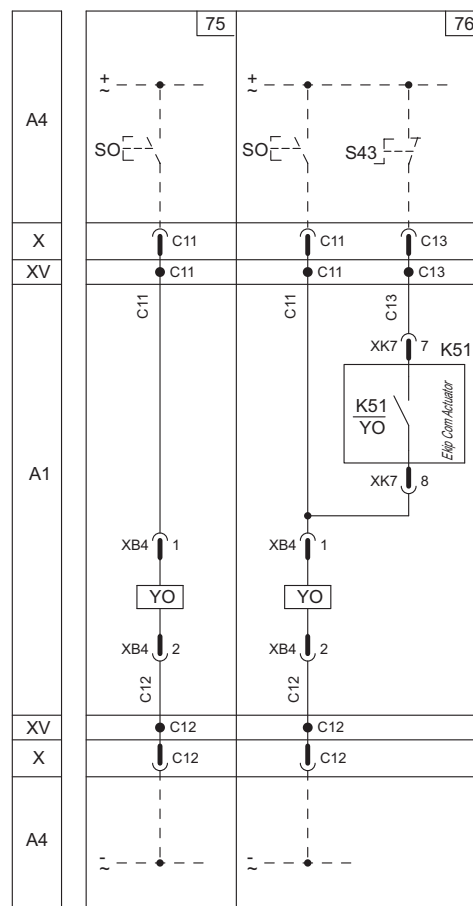 75
76
A4
+
~
+
~
SO
SO
S43
X
C11
C11
C13
XV
C11
C11
C13
C11
C11
C13
XK7 7 K51
K51
YO
Ekip Com Actuator
XK7 8
A1
XB4 1
XB4 1
YO
YO
XB4 2
XB4 2
C12
C12
XV
C12
C12
X
C12
C12
A4
-
~
-
~